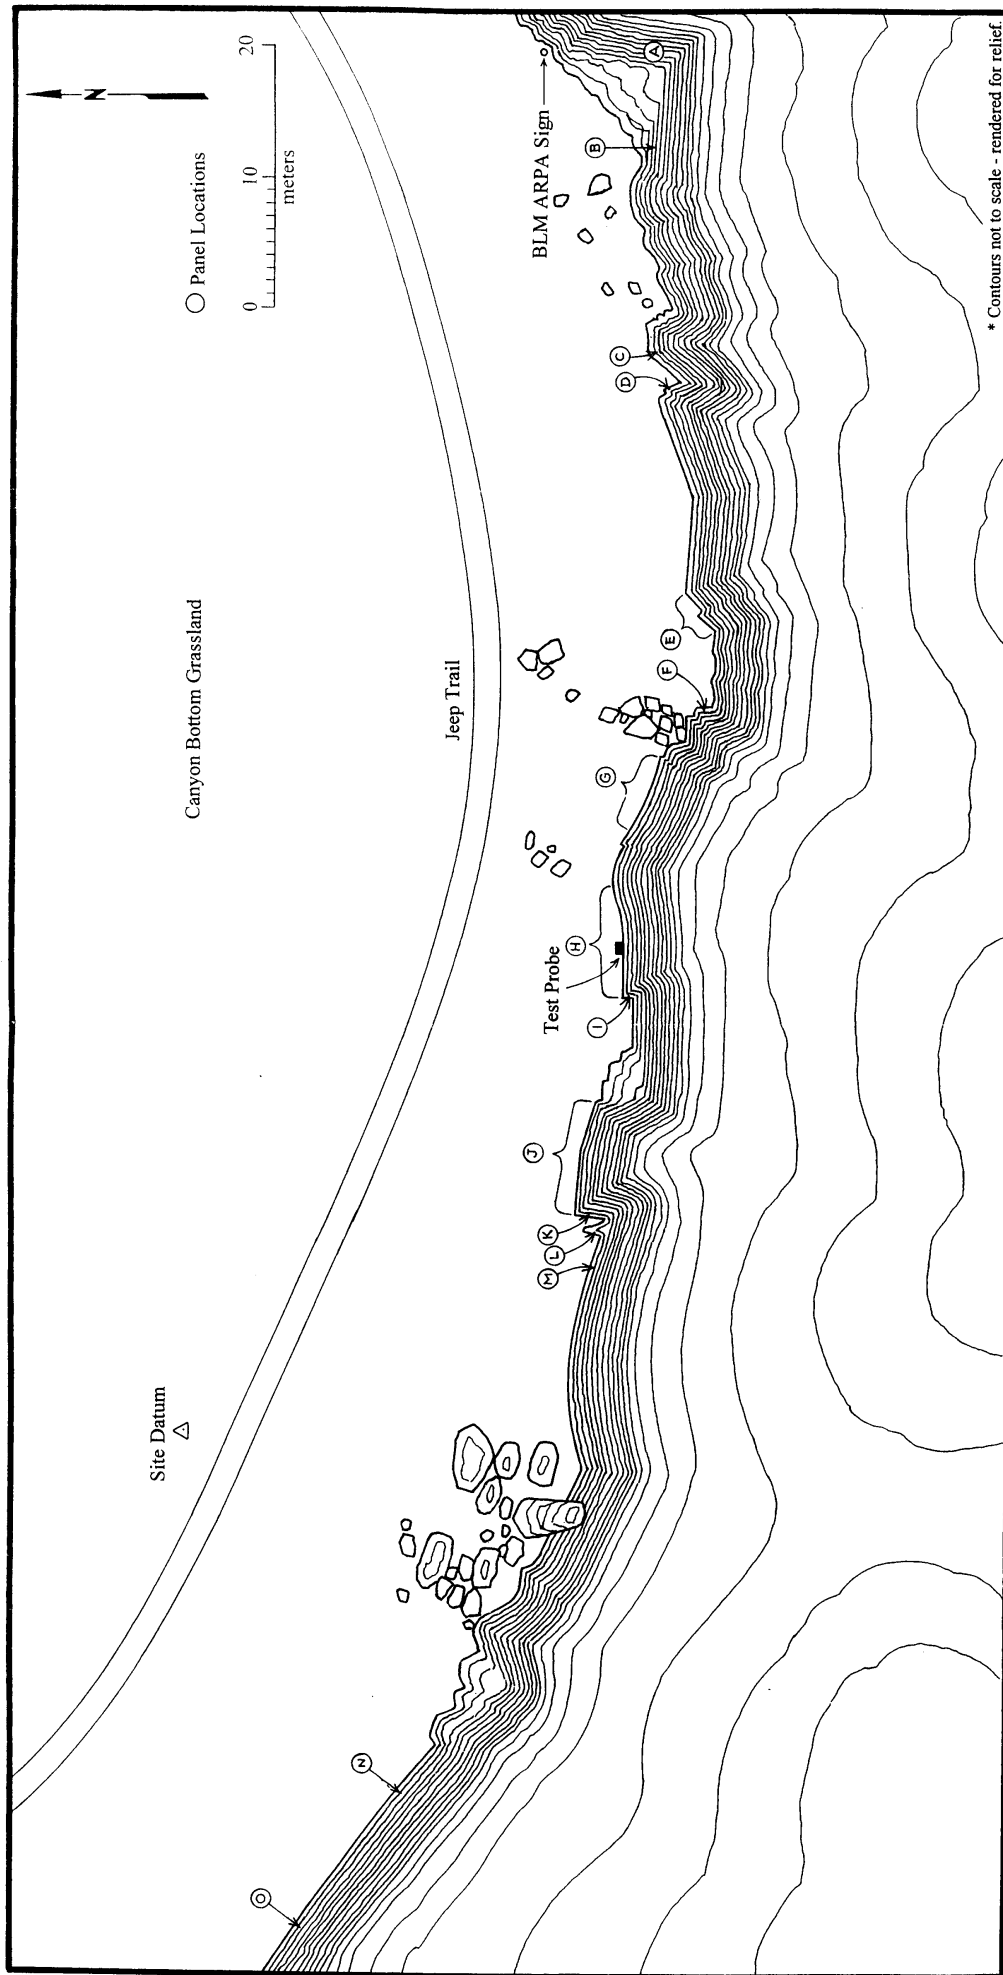 N
○ Panel Locations
0 10 20
meters
Canyon Bottom Grassland
Site Datum
Jeep Trail
BLM ARPA Sign
Test Probe
O
N
M
L
K
J
I
H
G
F
E
D
C
B
A
* Contours not to scale - rendered for relief.